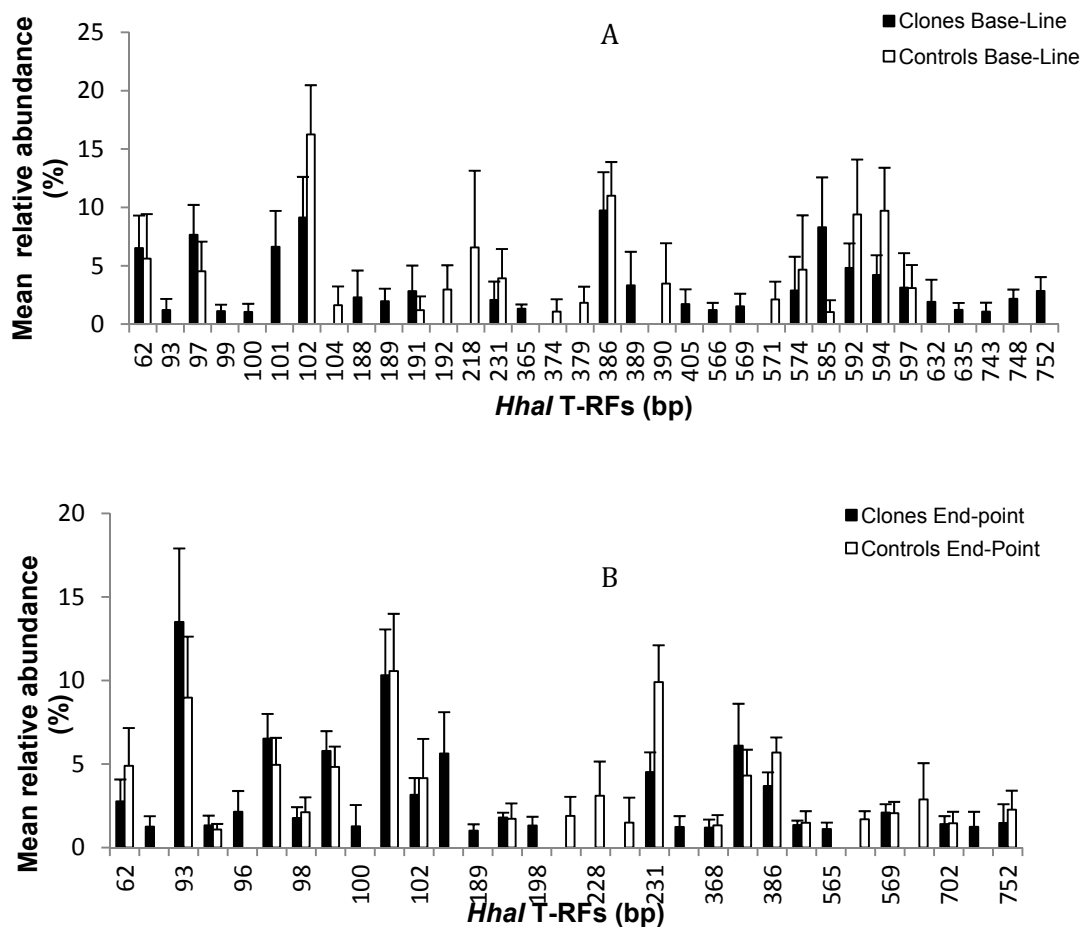 A
Clones Base-Line
Controls Base-Line
Mean relative abundance (%)
25
20
15
10
5
0
62 93 97 99 100 101 102 104 188 189 191 192 218 231 365 374 379 386 389 390 405 566 569 571 574 585 592 594 597 632 635 743 748 752
HhaI T-RFs (bp)
B
Clones End-point
Controls End-Point
Mean relative abundance (%)
20
15
10
5
0
62 93 96 98 100 102 189 198 228 231 368 386 565 569 702 752
HhaI T-RFs (bp)